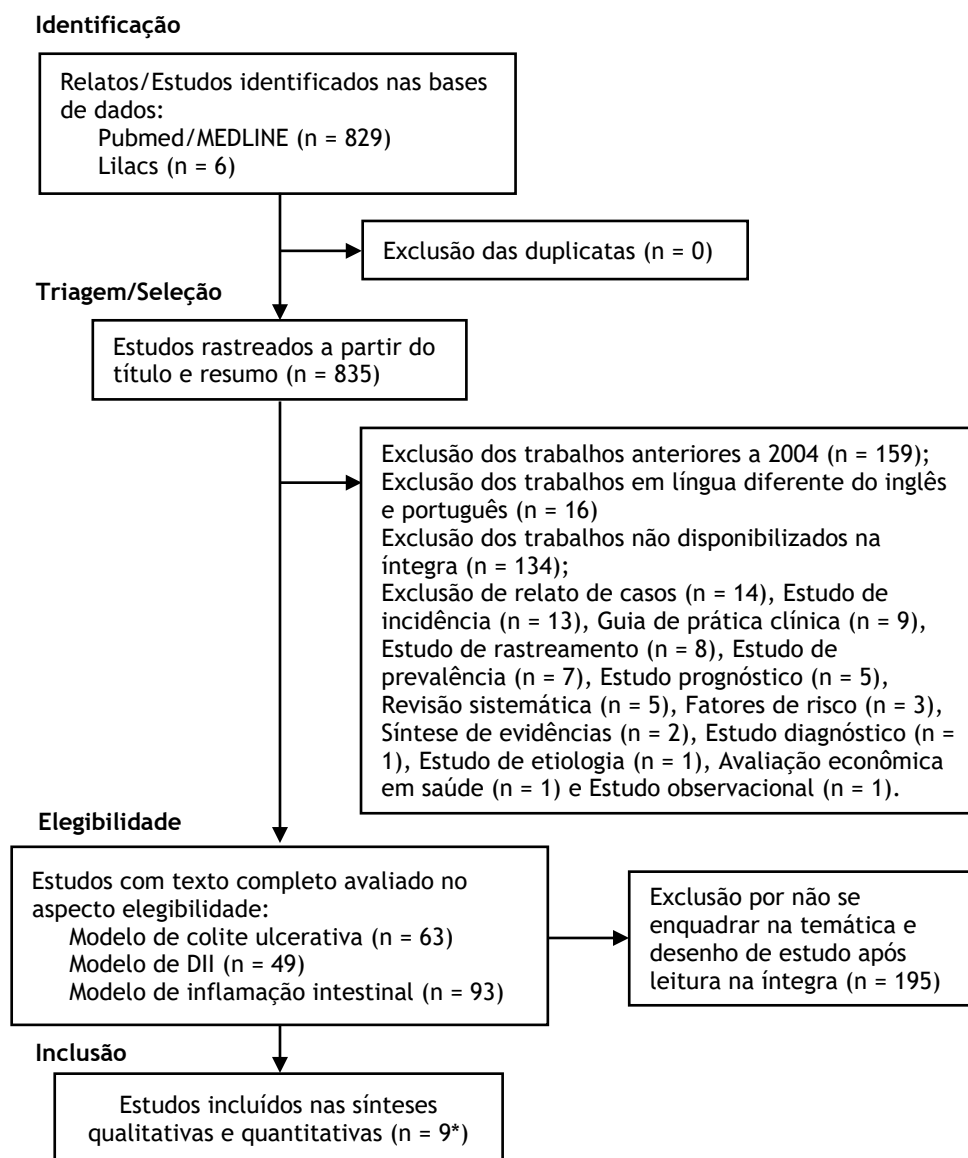 Identificação
Relatos/Estudos identificados nas bases
de dados:
Pubmed/MEDLINE (n = 829)
Lilacs (n = 6)
Exclusão das duplicatas (n = 0)
Triagem/Seleção
Estudos rastreados a partir do
título e resumo (n = 835)
Exclusão dos trabalhos anteriores a 2004 (n = 159);
Exclusão dos trabalhos em língua diferente do inglês
e português (n = 16)
Exclusão dos trabalhos não disponibilizados na
íntegra (n = 134);
Exclusão de relato de casos (n = 14), Estudo de
incidência (n = 13), Guia de prática clínica (n = 9),
Estudo de rastreamento (n = 8), Estudo de
prevalência (n = 7), Estudo prognóstico (n = 5),
Revisão sistemática (n = 5), Fatores de risco (n = 3),
Síntese de evidências (n = 2), Estudo diagnóstico (n =
1), Estudo de etiologia (n = 1), Avaliação econômica
em saúde (n = 1) e Estudo observacional (n = 1).
Elegibilidade
Estudos com texto completo avaliado no
aspecto elegibilidade:
Modelo de colite ulcerativa (n = 63)
Modelo de DII (n = 49)
Modelo de inflamação intestinal (n = 93)
Exclusão por não se
enquadrar na temática e
desenho de estudo após
leitura na íntegra (n = 195)
Inclusão
Estudos incluídos nas sínteses
qualitativas e quantitativas (n = 9*)